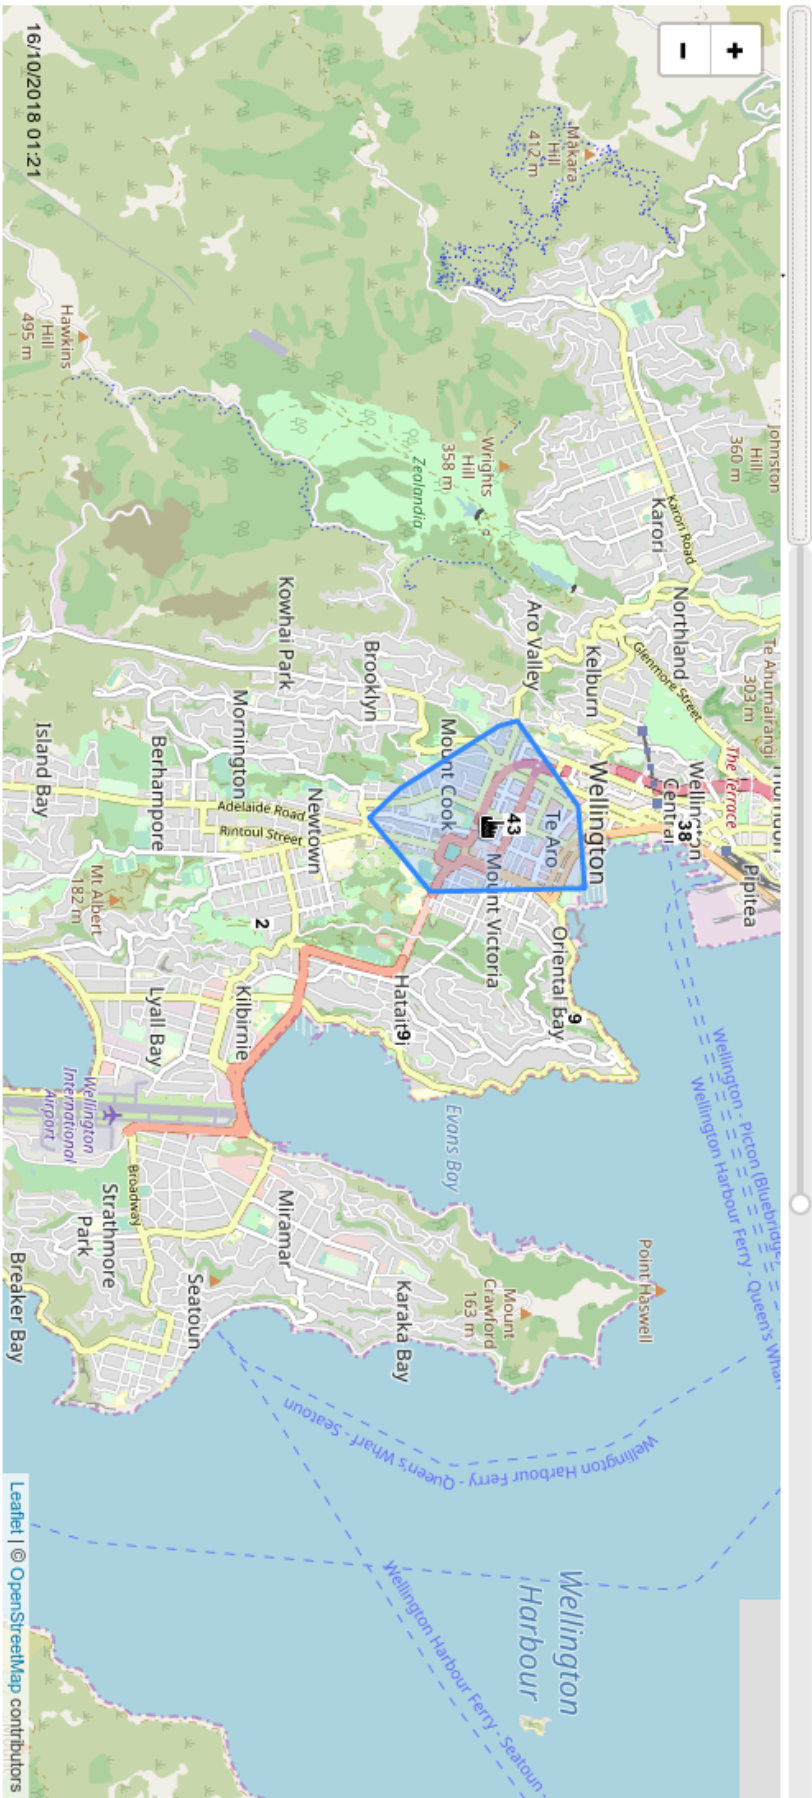 +
−
Johnston
Hill
360 m
Makara
Hill
412 m
Karori Road
Karori
Wrights
Hill
358 m
Zealandia
Hawkins
Hill
495 m
Te Ahumairangi
303 m
Northland
Glenmore Street
Kelburn
Aro Valley
Brooklyn
Kowhai Park
Mornington
Berhampore
Island Bay
The Terrace
Wellington
Central
38
Pipitea
Wellington
Te Aro
43
Mount Cook
Mount Victoria
Adelaide Road
Rintoul Street
Newtown
Mt Albert
182 m
2
Oriental Bay
9
Hataitai
9
Kilbirnie
Lyall Bay
Wellington
International
Airport
Evans Bay
Broadway
Strathmore
Park
Miramar
Seatoun
Breaker Bay
Karaka Bay
Mount
Crawford
163 m
Point Haswell
Wellington - Picton (Bluebridge
Wellington Harbour Ferry - Queen's Whar
Wellington Harbour Ferry - Queen's Wharf - Seatoun
Wellington Harbour Ferry - Seatoun
Wellington
Harbour
16/10/2018 01:21
Leaflet | © OpenStreetMap contributors